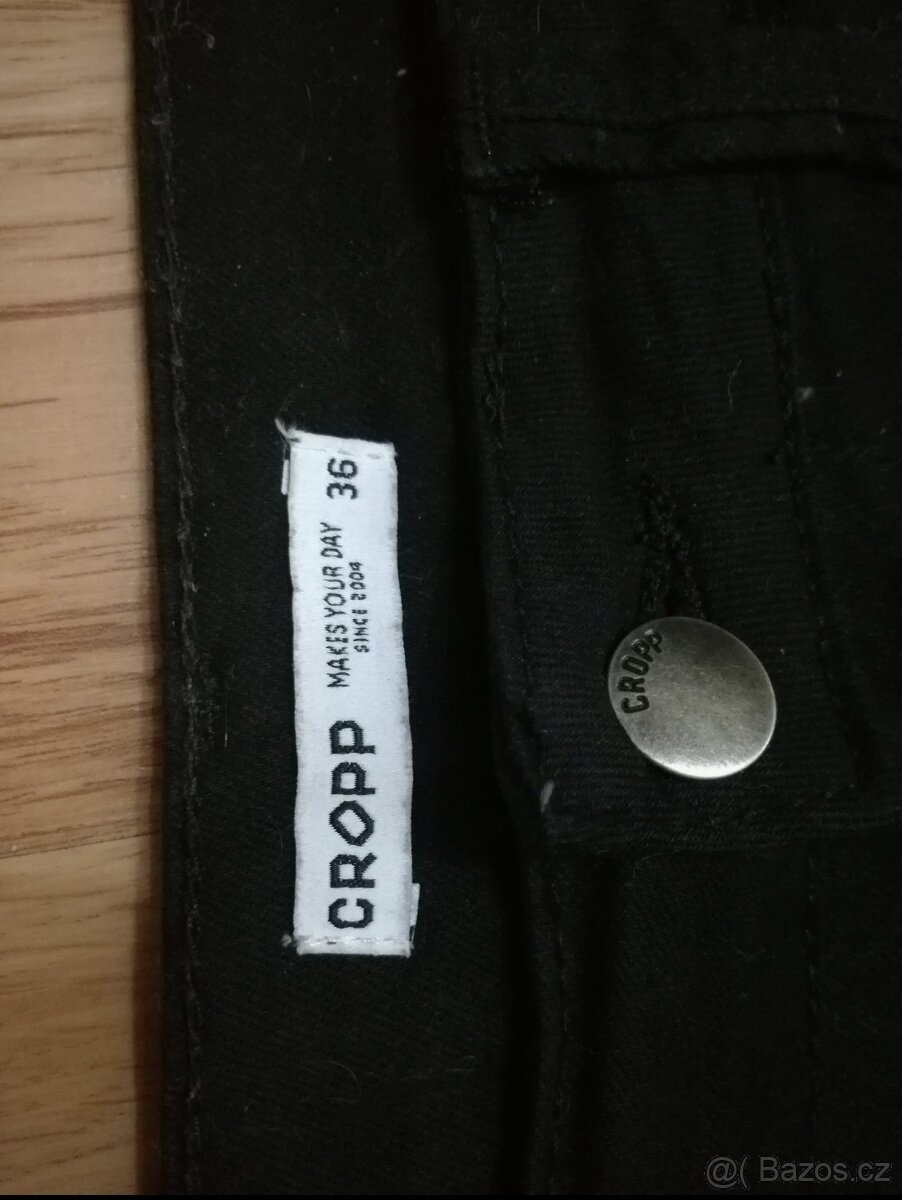 CROPP
MAKES YOUR DAY
SINCE 2004
36
CROPP
@( Bazos.cz